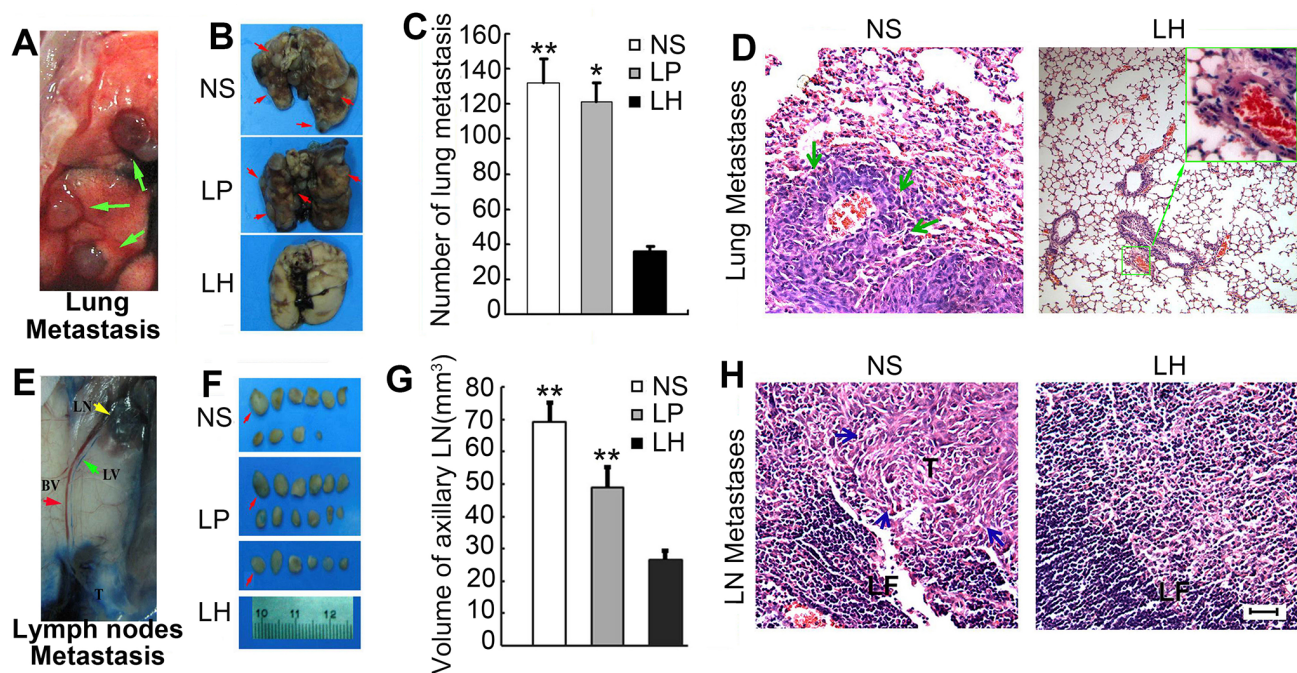 A
Lung
Metastasis
B
NS
LP
LH
C
Number of lung metastasis
160
140
120
100
80
60
40
20
0
**
*
NS
LP
LH
D
NS
LH
Lung Metastases
E
LN
LV
BV
T
Lymph nodes
Metastasis
F
NS
LP
LH
10 11 12
G
Volume of axillary LN(mm³)
80
70
60
50
40
30
20
10
0
**
**
NS
LP
LH
H
NS
LH
LN Metastases
T
LF
LF